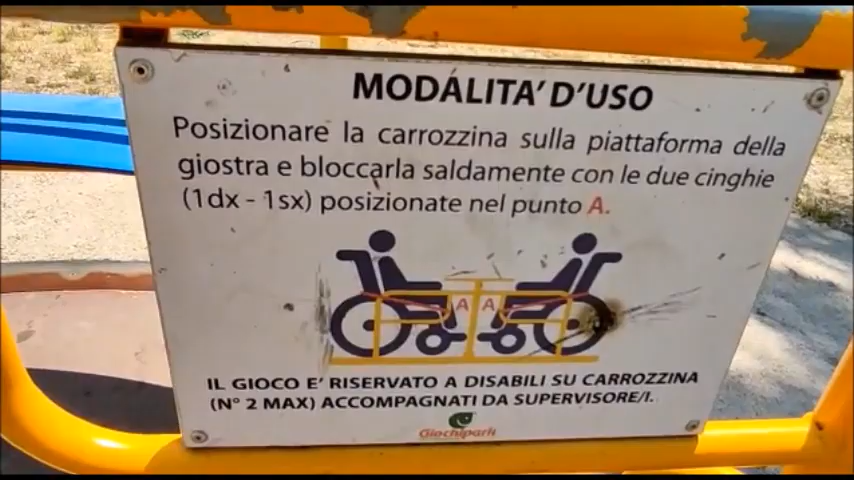 MODALITA' D'USO
Posizionare la carrozzina sulla piattaforma della
giostra e bloccarla saldamente con le due cinghie
(1dx - 1sx) posizionate nel punto A.
A A
IL GIOCO E' RISERVATO A DISABILI SU CARROZZINA
(N° 2 MAX) ACCOMPAGNATI DA SUPERVISORE/I.
Giochipark